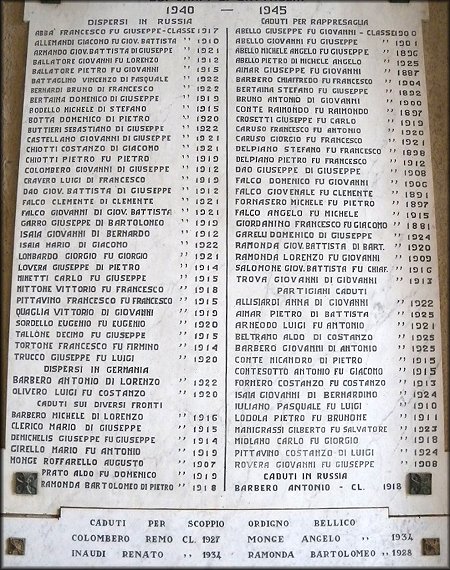 1940 — 1945
DISPERSI IN RUSSIA
ABBA' FRANCESCO FU GIUSEPPE-CLASSE 1917
ALLEMANDI GIACOMO FU GIOV. BATTISTA '' 1910
ARMANDO GIOV. BATTISTA DI GIUSEPPE '' 1921
BALLATORE GIOVANNI FU LORENZO '' 1912
BALLATORE PIETRO FU GIOVANNI '' 1915
BATTAGLINO VINCENZO DI PASQUALE '' 1922
BERNARDI BRUNO DI FRANCESCO '' 1922
BERTAINA DOMENICO DI GIUSEPPE '' 1919
BODELLO MICHELE DI STEFANO '' 1915
BOTTA DOMENICO DI PIETRO '' 1920
BUTTIERI SEBASTIANO DI GIUSEPPE '' 1922
CASTELLANO GIOVANNI DI GIUSEPPE '' 1921
CHIOTTI COSTANZO DI GIACOMO '' 1921
CHIOTTI PIETRO FU PIETRO '' 1919
COLOMBERO GIOVANNI DI GIUSEPPE '' 1912
CRAVERO LUIGI DI FRANCESCO '' 1919
DAO GIOV. BATTISTA DI GIUSEPPE '' 1912
FALCO CLEMENTE DI CLEMENTE '' 1921
FALCO GIOVANNI DI GIOV. BATTISTA '' 1921
GARRO GIUSEPPE DI BARTOLOMEO '' 1919
ISAIA GIOVANNI DI BERNARDO '' 1912
ISAIA MARIO DI GIACOMO '' 1922
LOMBARDO GIORGIO FU GIORGIO '' 1921
LOVERA GIUSEPPE DI PIETRO '' 1914
MINETTI CARLO FU GIUSEPPE '' 1915
MITTONE VITTORIO FU FRANCESCO '' 1918
PITTAVINO FRANCESCO FU FRANCESCO '' 1915
QUAGLIA VITTORIO DI GIOVANNI '' 1919
SORDELLO EUGENIO FU EUGENIO '' 1920
TALLONE DECIMO FU GIUSEPPE '' 1915
TORTONE FRANCESCO FU FIRMINO '' 1914
TRUCCO GIUSEPPE FU LUIGI '' 1920
DISPERSI IN GERMANIA
BARBERO ANTONIO DI LORENZO '' 1922
OLIVERO LUIGI FU COSTANZO '' 1920
CADUTI SUI DIVERSI FRONTI
BARBERO MICHELE DI LORENZO '' 1916
CLERICO MARIO DI GIUSEPPE '' 1915
DEMICHELIS GIUSEPPE FU GIUSEPPE '' 1914
GIRELLO MARIO FU ANTONIO '' 1919
MONGE ROFFARELLO AUGUSTO '' 1907
PRATO ALDO FU DOMENICO '' 1919
RAMONDA BARTOLOMEO DI PIETRO '' 1918
CADUTI PER RAPPRESAGLIA
ABELLO GIUSEPPE FU GIOVANNI - CLASSE 1900
ABELLO GIOVANNI FU GIUSEPPE '' 1901
ABELLO MICHELE ANGELO FU GIUSEPPE '' 1896
ABELLO PIETRO DI MICHELE ANGELO '' 1925
AIMAR GIUSEPPE FU GIUSEPPE '' 1887
BARBERO CHIAFFREDO FU FRANCESCO '' 1904
BERTAINA STEFANO FU GIUSEPPE '' 1892
BRUNO ANTONIO DI GIOVANNI '' 1900
CONTE RAIMONDO FU RAIMONDO '' 1897
CROSETTI GIUSEPPE FU CARLO '' 1919
CARUSO FRANCESCO FU ANTONIO '' 1920
CARUSO GIORGIO FU FRANCESCO '' 1921
DELPIANO STEFANO FU FRANCESCO '' 1898
DELPIANO PIETRO FU FRANCESCO '' 1912
DAO GIUSEPPE DI GIUSEPPE '' 1908
FALCO DOMENICO FU GIOVANNI '' 1906
FALCO GIOVENALE FU CLEMENTE '' 1891
FORNASERO MICHELE FU PIETRO '' 1897
FALCO ANGELO FU MICHELE '' 1915
GIORDANINO FRANCESCO FU GIACOMO '' 1881
GARELLI DOMENICO DI GIUSEPPE '' 1924
RAMONDA GIOV. BATTISTA DI BART. '' 1920
RAMONDA LORENZO FU GIOVANNI '' 1909
SALOMONE GIOV. BATTISTA FU CHIAF. '' 1916
TROVA GIOVANNI DI GIUSEPPE '' 1913
PARTIGIANI CADUTI
ALLISIARDI ANNA DI GIOVANNI '' 1922
AIMAR PIETRO DI BATTISTA '' 1925
ARNEODO LUIGI FU ANTONIO '' 1921
BELTRAMO ALDO DI COSTANZO '' 1925
BARBERO GIOVANNI DI ANTONIO '' 1925
CONTE NICANDRO DI PIETRO '' 1915
CONTESOTTO ANTONIO FU GIACOMO '' 1915
FORNERO COSTANZO FU COSTANZO '' 1913
ISAIA GIOVANNI DI BERNARDINO '' 1924
IULIANO PASQUALE FU LUIGI '' 1910
LODOLA PIETRO FU BRUNONE '' 1911
MANIGRASSI GILBERTO FU SALVATORE '' 1923
MIOLANO CARLO FU GIORGIO '' 1918
PITTAVINO COSTANZO DI LUIGI '' 1924
ROVERA GIOVANNI FU GIUSEPPE '' 1908
CADUTI IN RUSSIA
BARBERO ANTONIO - CL. 1918
CADUTI PER SCOPPIO ORDIGNO BELLICO
COLOMBERO REMO CL. 1927 MONGE ANGELO '' 1934
INAUDI RENATO '' 1934 RAMONDA BARTOLOMEO '' 1928